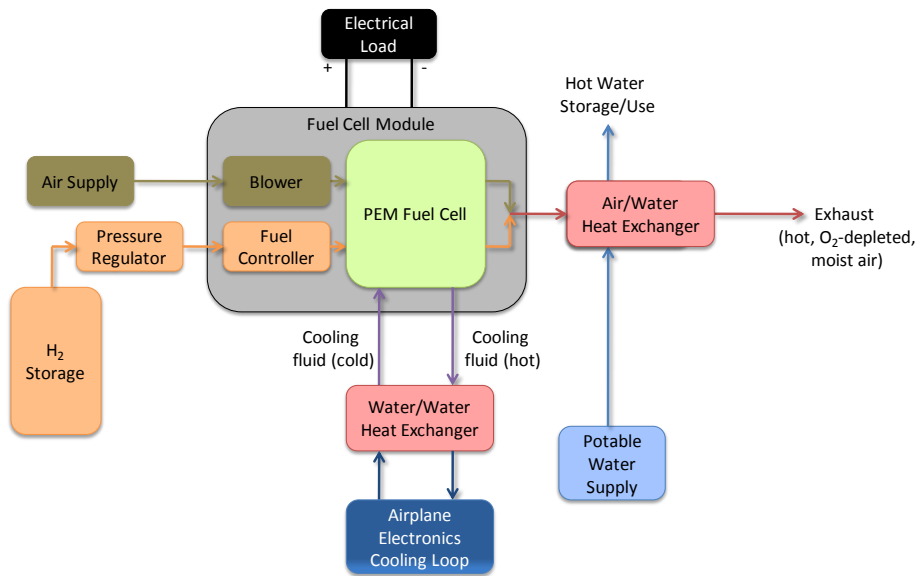 Electrical
Load
+
-
Fuel Cell Module
Hot Water
Storage/Use
Air Supply
Blower
PEM Fuel Cell
Air/Water
Heat Exchanger
Exhaust
(hot, O₂-depleted,
moist air)
Pressure
Regulator
Fuel
Controller
H₂
Storage
Cooling
fluid (cold)
Cooling
fluid (hot)
Water/Water
Heat Exchanger
Potable
Water
Supply
Airplane
Electronics
Cooling Loop